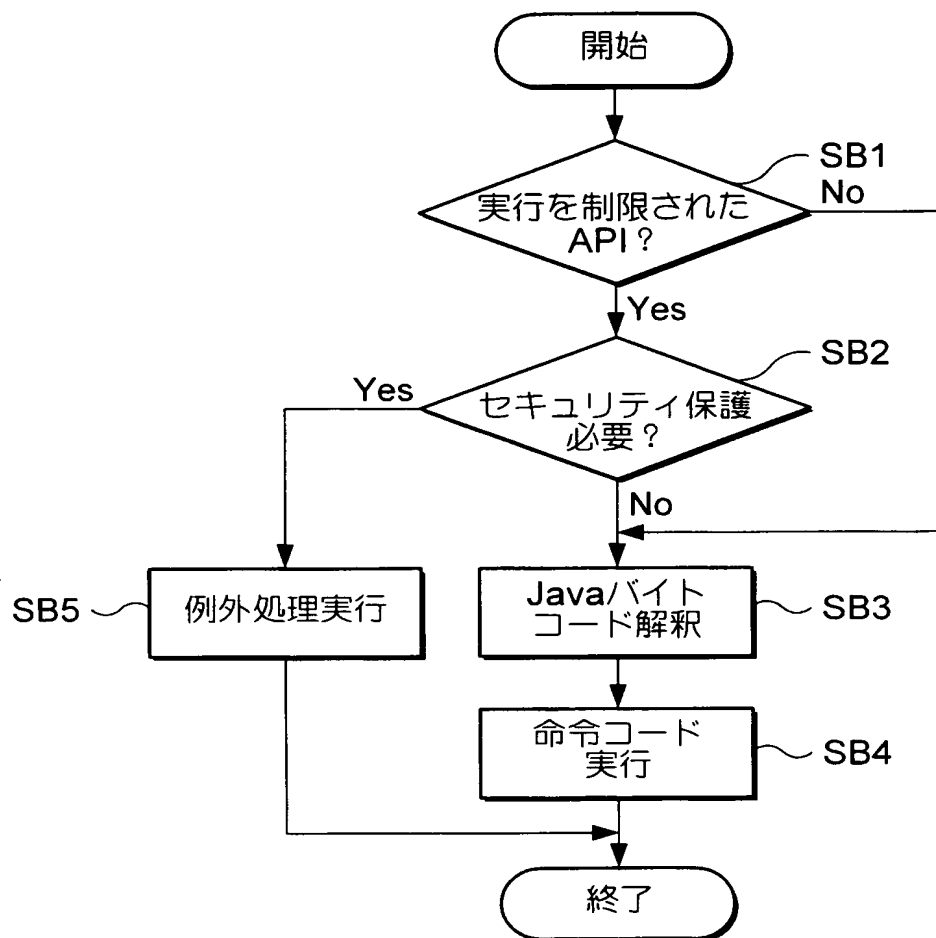 開始
SB1
No
実行を制限された
API？
Yes
SB2
Yes
セキュリティ保護
必要？
No
SB5
例外処理実行
Javaバイト
コード解釈
SB3
命令コード
実行
SB4
終了